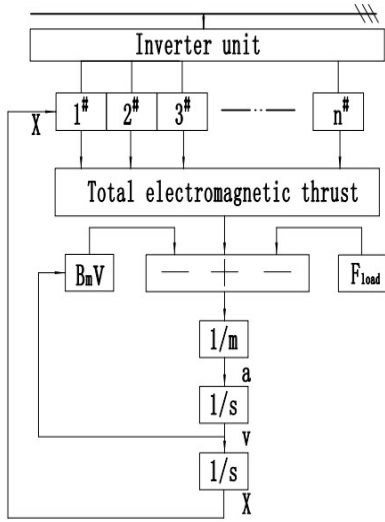 Inverter unit
X 1# 2# 3# n#
Total electromagnetic thrust
BmV — + — Fload
1/m
a
1/s
v
1/s
X